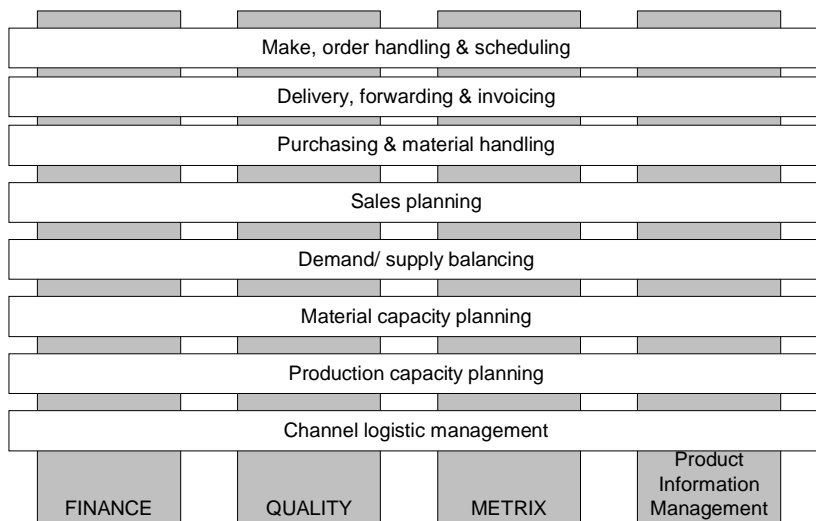 Make, order handling & scheduling
Delivery, forwarding & invoicing
Purchasing & material handling
Sales planning
Demand/ supply balancing
Material capacity planning
Production capacity planning
Channel logistic management
FINANCE
QUALITY
METRIX
Product
Information
Management